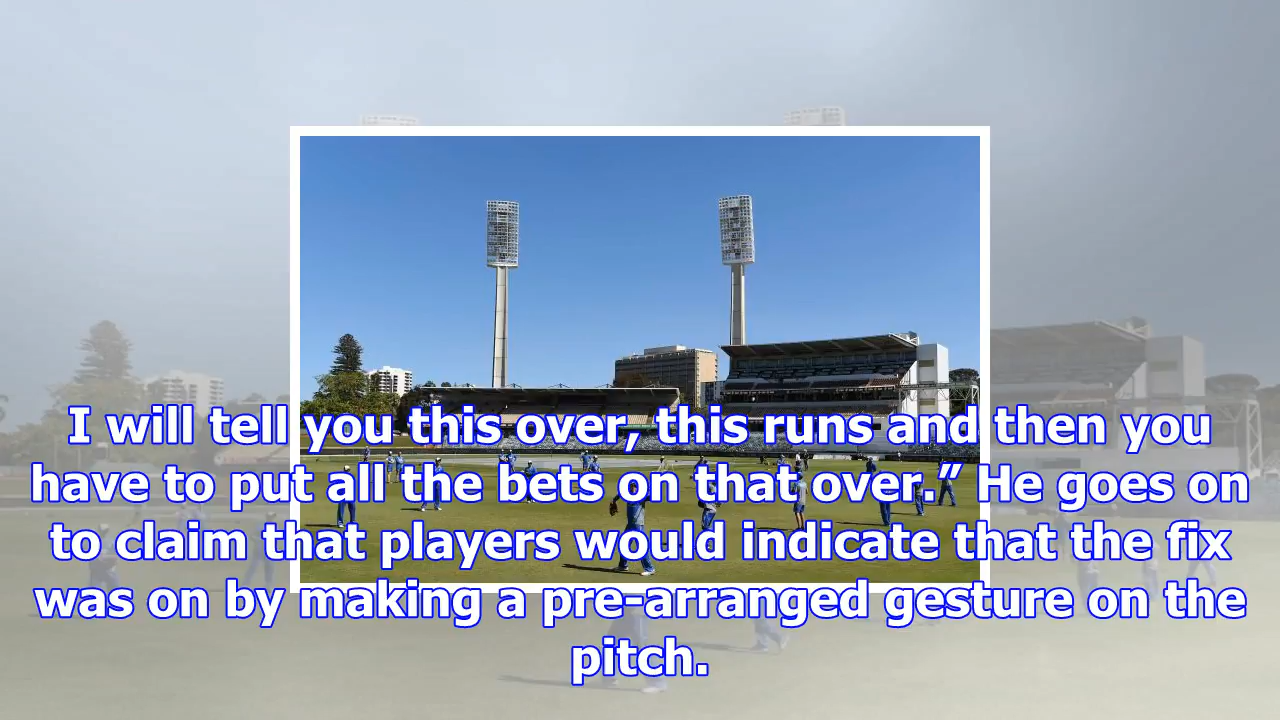 I will tell you this over, this runs and then you
have to put all the bets on that over.” He goes on
to claim that players would indicate that the fix
was on by making a pre-arranged gesture on the
pitch.